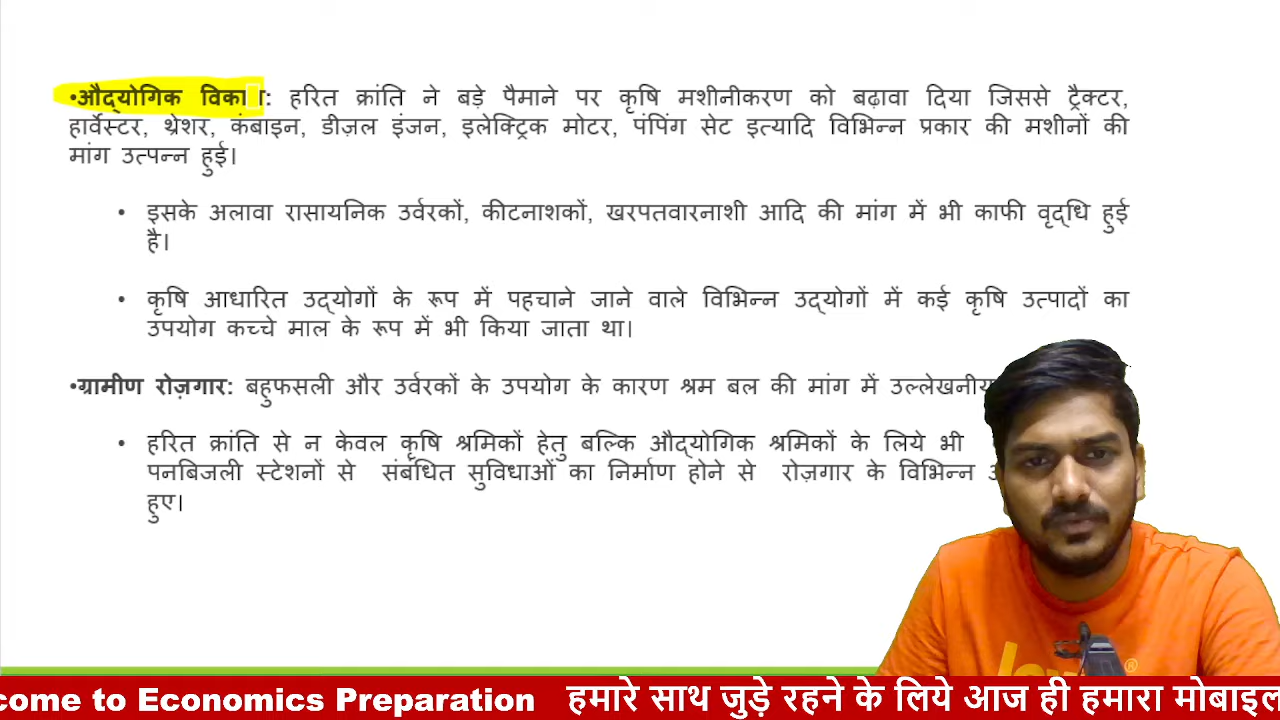 •औद्योगिक विकास: हरित क्रांति ने बड़े पैमाने पर कृषि मशीनीकरण को बढ़ावा दिया जिससे ट्रैक्टर,
हार्वेस्टर, थ्रेशर, कंबाइन, डीज़ल इंजन, इलेक्ट्रिक मोटर, पंपिंग सेट इत्यादि विभिन्न प्रकार की मशीनों की
मांग उत्पन्न हुई।
• इसके अलावा रासायनिक उर्वरकों, कीटनाशकों, खरपतवारनाशी आदि की मांग में भी काफी वृद्धि हुई
है।
• कृषि आधारित उद्योगों के रूप में पहचाने जाने वाले विभिन्न उद्योगों में कई कृषि उत्पादों का
उपयोग कच्चे माल के रूप में भी किया जाता था।
•ग्रामीण रोज़गार: बहुफसली और उर्वरकों के उपयोग के कारण श्रम बल की मांग में उल्लेखनीय
• हरित क्रांति से न केवल कृषि श्रमिकों हेतु बल्कि औद्योगिक श्रमिकों के लिये भी
पनबिजली स्टेशनों से संबंधित सुविधाओं का निर्माण होने से रोज़गार के विभिन्न
हुए।
come to Economics Preparation हमारे साथ जुड़े रहने के लिये आज ही हमारा मोबाइल